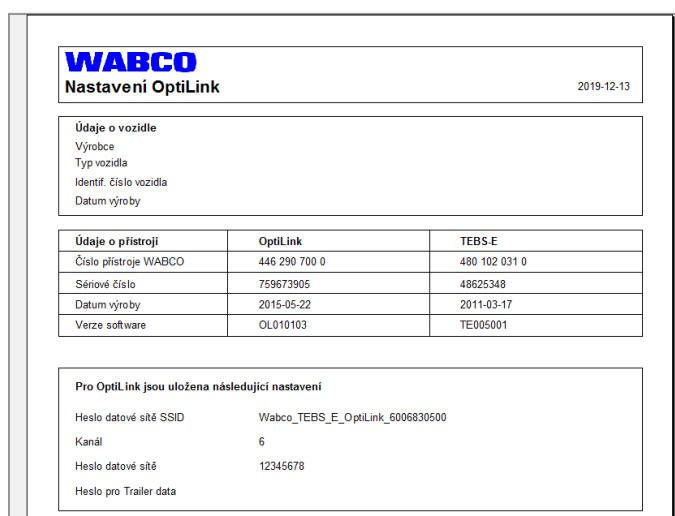 WABCO
Nastavení OptiLink 2019-12-13
Údaje o vozidle
Výrobce
Typ vozidla
Identif. číslo vozidla
Datum výroby
Údaje o přístroji OptiLink TEBS-E
Číslo přístroje WABCO 446 290 700 0 480 102 031 0
Sériové číslo 759673905 48625348
Datum výroby 2015-05-22 2011-03-17
Verze software OL010103 TE005001
Pro OptiLink jsou uložena následující nastavení
Heslo datové sítě SSID Wabco_TEBS_E_OptiLink_6006830500
Kanál 6
Heslo datové sítě 12345678
Heslo pro Trailer data